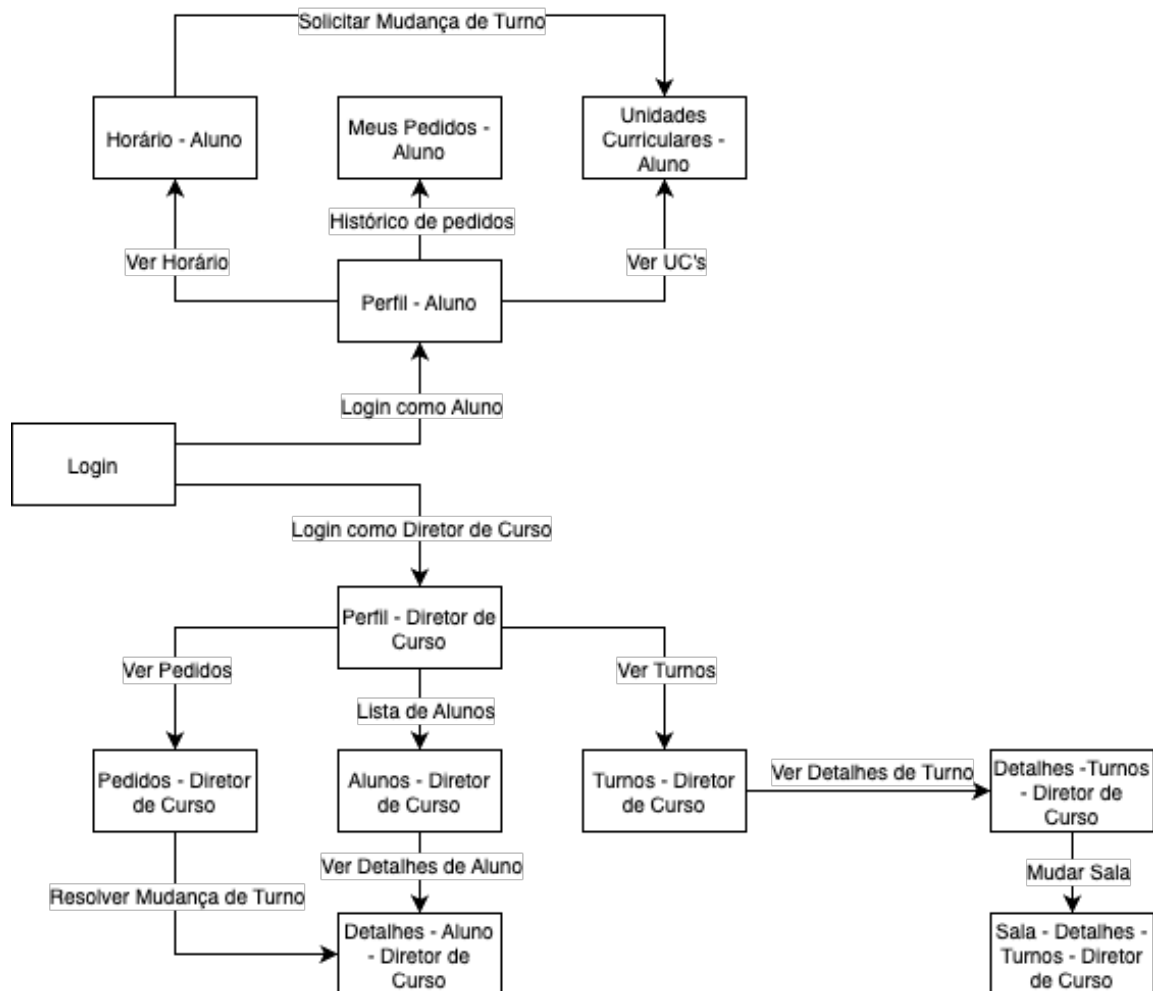 Solicitar Mudança de Turno
Horário - Aluno
Meus Pedidos -
Aluno
Unidades
Curriculares -
Aluno
Histórico de pedidos
Ver Horário
Ver UC's
Perfil - Aluno
Login como Aluno
Login
Login como Diretor de Curso
Perfil - Diretor de
Curso
Ver Pedidos
Ver Turnos
Lista de Alunos
Pedidos - Diretor
de Curso
Alunos - Diretor
de Curso
Turnos - Diretor
de Curso
Ver Detalhes de Turno
Detalhes -Turnos
- Diretor de
Curso
Ver Detalhes de Aluno
Mudar Sala
Resolver Mudança de Turno
Detalhes - Aluno
- Diretor de
Curso
Sala - Detalhes -
Turnos - Diretor
de Curso